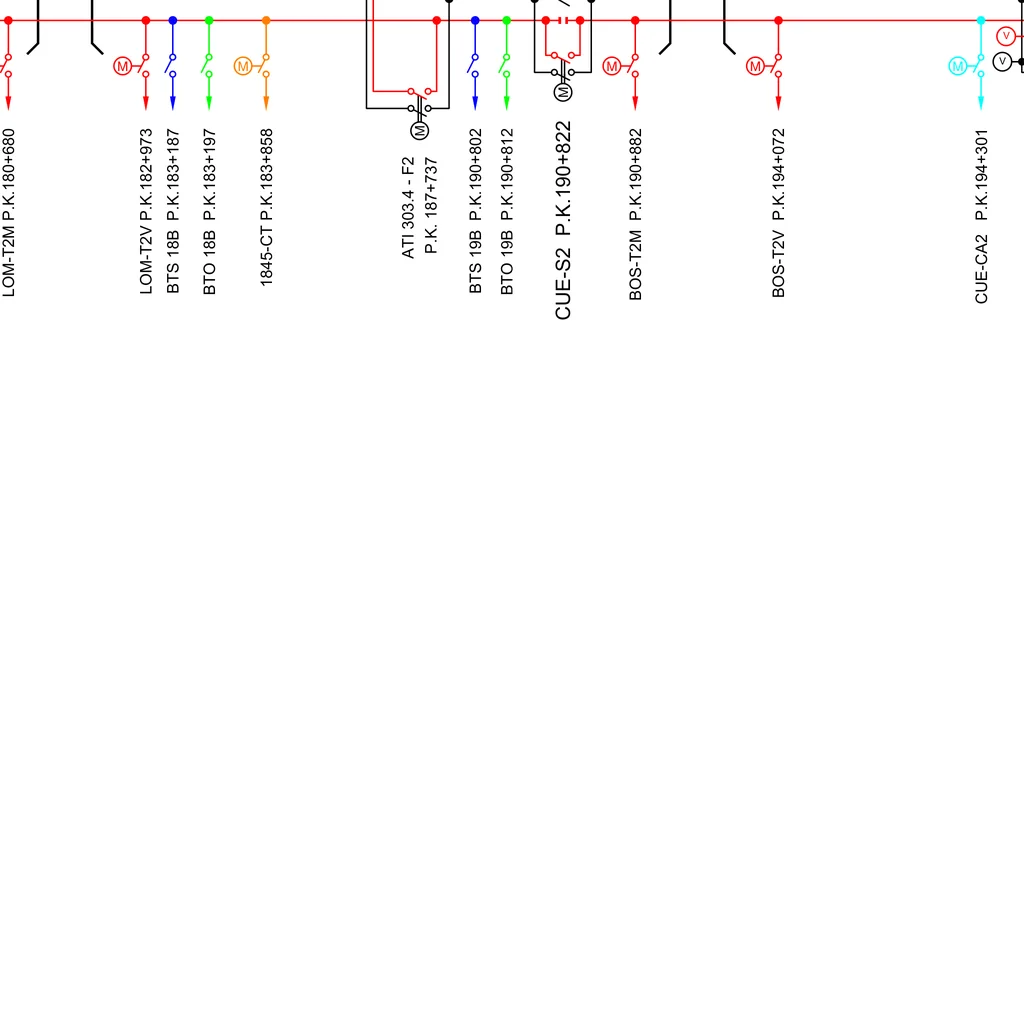 LOM-T2M P.K.180+680
M
LOM-T2V P.K.182+973
BTS 18B P.K.183+187
BTO 18B P.K.183+197
M
1845-CT P.K.183+858
M
ATI 303.4 - F2
P.K. 187+737
BTS 19B P.K.190+802
BTO 19B P.K.190+812
M
CUE-S2 P.K.190+822
M
BOS-T2M P.K.190+882
M
BOS-T2V P.K.194+072
M
CUE-CA2 P.K.194+301
V
V